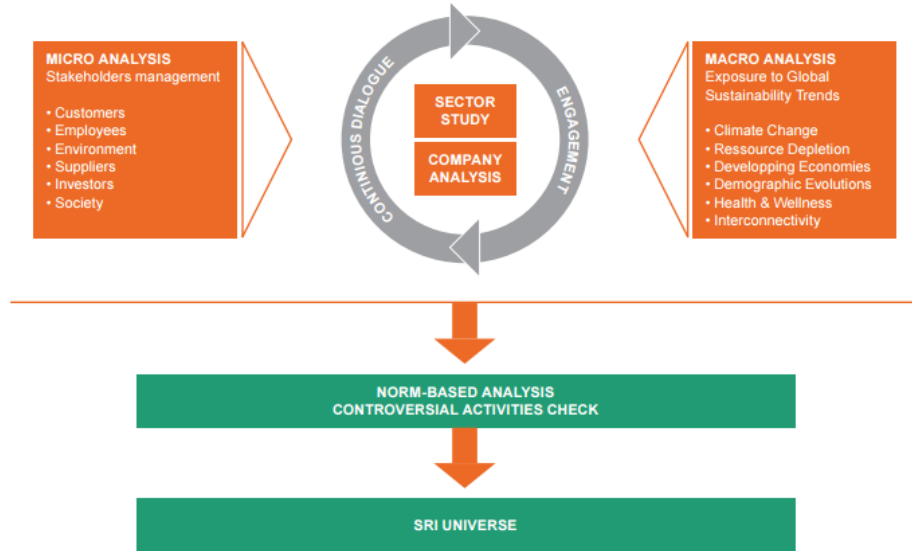 MICRO ANALYSIS
Stakeholders management
• Customers
• Employees
• Environment
• Suppliers
• Investors
• Society
CONTINIOUS DIALOGUE
SECTOR
STUDY
COMPANY
ANALYSIS
ENGAGEMENT
MACRO ANALYSIS
Exposure to Global
Sustainability Trends
• Climate Change
• Ressource Depletion
• Developping Economies
• Demographic Evolutions
• Health & Wellness
• Interconnectivity
NORM-BASED ANALYSIS
CONTROVERSIAL ACTIVITIES CHECK
SRI UNIVERSE